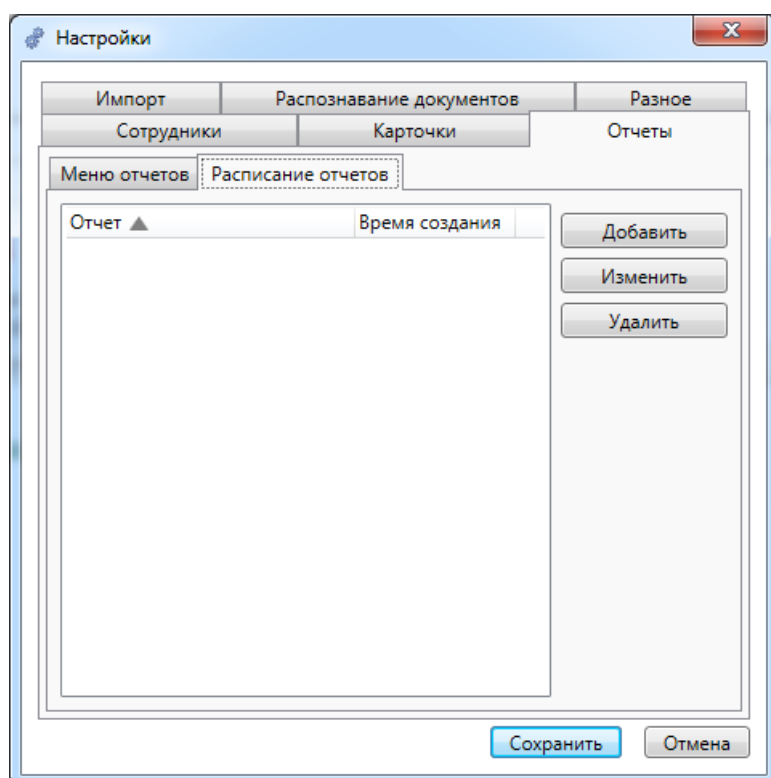 Настройки
Импорт Распознавание документов Разное
Сотрудники Карточки Отчеты
Меню отчетов Расписание отчетов
Отчет Время создания
Добавить
Изменить
Удалить
Сохранить Отмена